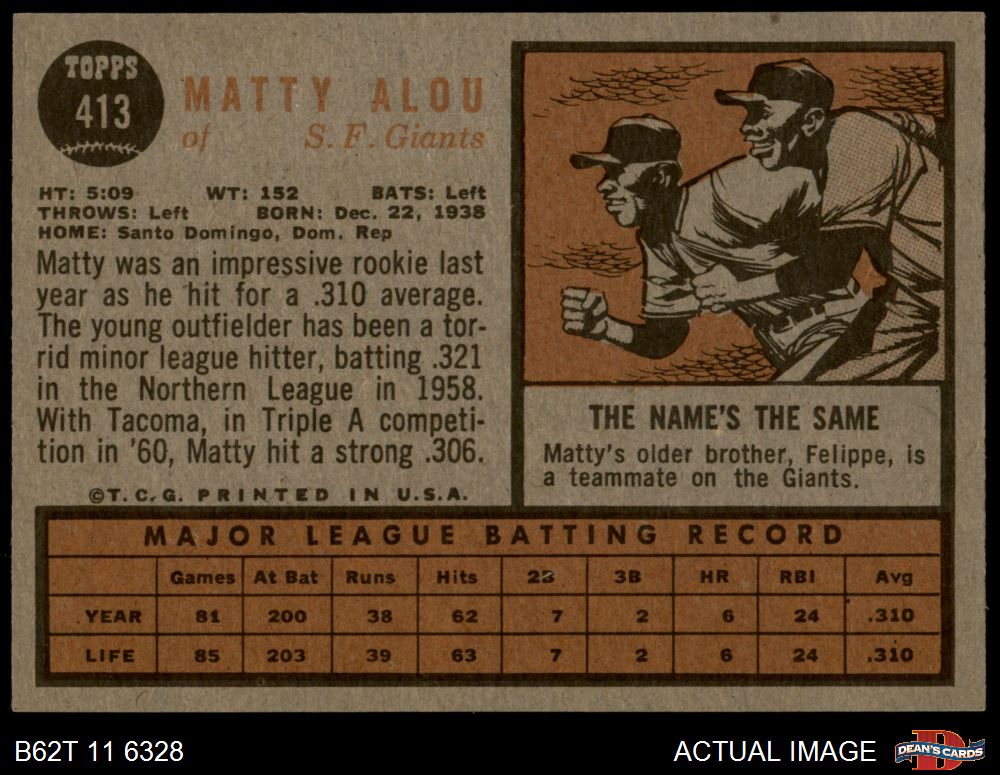 TOPPS
413
MATTY ALOU
of S. F. Giants
HT: 5:09 WT: 152 BATS: Left
THROWS: Left BORN: Dec. 22, 1938
HOME: Santo Domingo, Dom. Rep
Matty was an impressive rookie last
year as he hit for a .310 average.
The young outfielder has been a tor-
rid minor league hitter, batting .321
in the Northern League in 1958.
With Tacoma, in Triple A competi-
tion in '60, Matty hit a strong .306.
©T.C.G. PRINTED IN U.S.A.
THE NAME'S THE SAME
Matty's older brother, Felippe, is
a teammate on the Giants.
MAJOR LEAGUE BATTING RECORD
Games At Bat Runs Hits 2B 3B HR RBI Avg
YEAR 81 200 38 62 7 2 6 24 .310
LIFE 85 203 39 63 7 2 6 24 .310
B62T 11 6328
ACTUAL IMAGE
D
DEAN'S CARDS